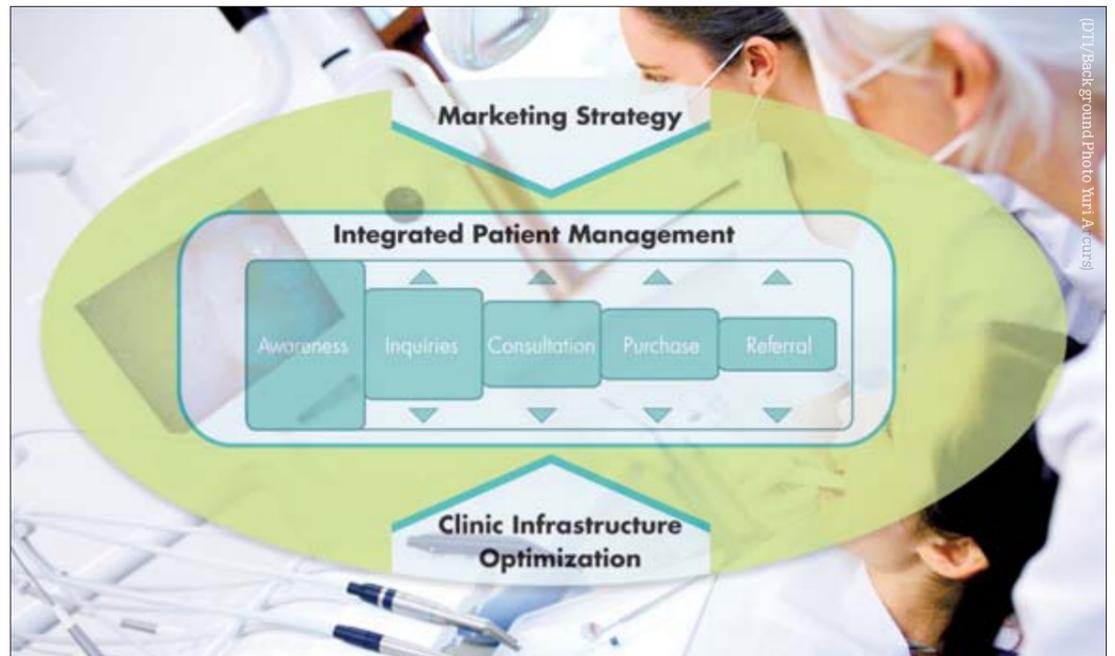 Marketing Strategy
Integrated Patient Management
Awareness Inquiries Consultation Purchase Referral
Clinic Infrastructure
Optimization
(DTI/Background Photo Yuri Arcurs)